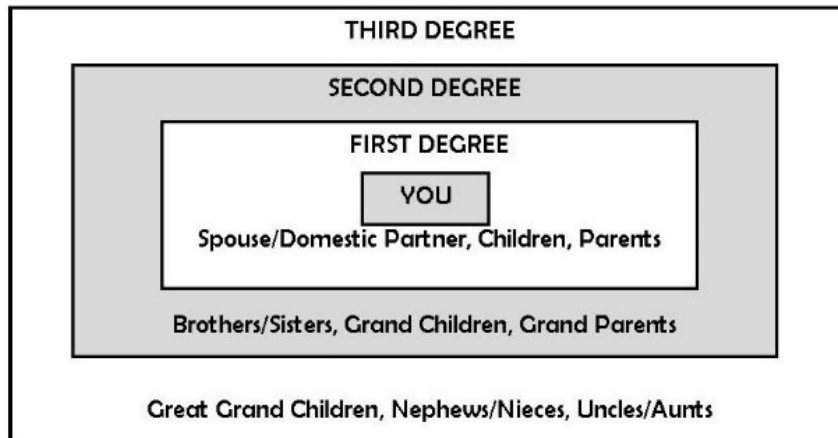 THIRD DEGREE
SECOND DEGREE
FIRST DEGREE
YOU
Spouse/Domestic Partner, Children, Parents
Brothers/Sisters, Grand Children, Grand Parents
Great Grand Children, Nephews/Nieces, Uncles/Aunts